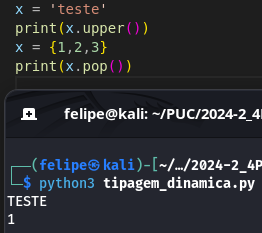 x = 'teste'
print(x.upper())
x = {1,2,3}
print(x.pop())
felipe@kali: ~/PUC/2024-2_4P
┌──(felipe㉿kali)-[~/…/2024-2_4P
└─$ python3 tipagem_dinamica.py
TESTE
1